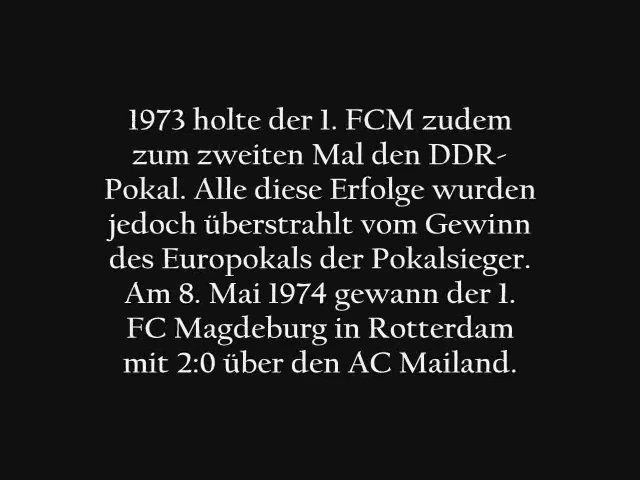 1973 holte der 1. FCM zudem
zum zweiten Mal den DDR-
Pokal. Alle diese Erfolge wurden
jedoch überstrahlt vom Gewinn
des Europokals der Pokalsieger.
Am 8. Mai 1974 gewann der 1.
FC Magdeburg in Rotterdam
mit 2:0 über den AC Mailand.